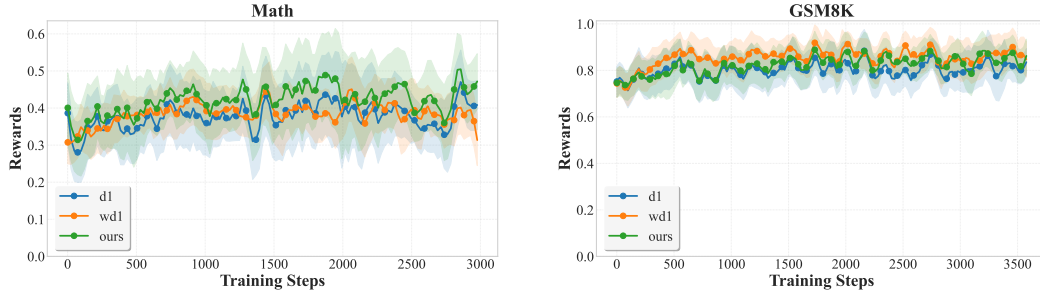 Math
Rewards
0.6
0.5
0.4
0.3
0.2
0.1
0.0
d1
wd1
ours
0 500 1000 1500 2000 2500 3000
Training Steps
GSM8K
Rewards
1.0
0.8
0.6
0.4
0.2
0.0
d1
wd1
ours
0 500 1000 1500 2000 2500 3000 3500
Training Steps